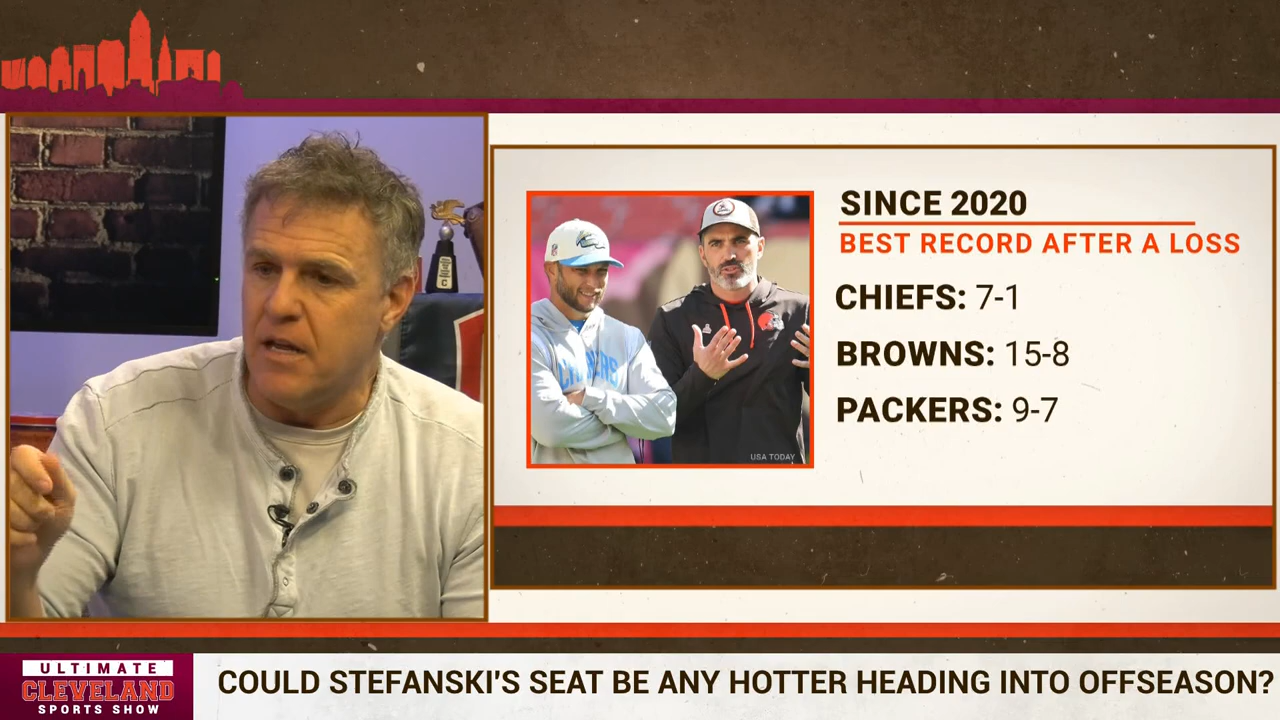 SINCE 2020
BEST RECORD AFTER A LOSS
CHIEFS: 7-1
BROWNS: 15-8
PACKERS: 9-7
USA TODAY
ULTIMATE
CLEVELAND
SPORTS SHOW
COULD STEFANSKI'S SEAT BE ANY HOTTER HEADING INTO OFFSEASON?